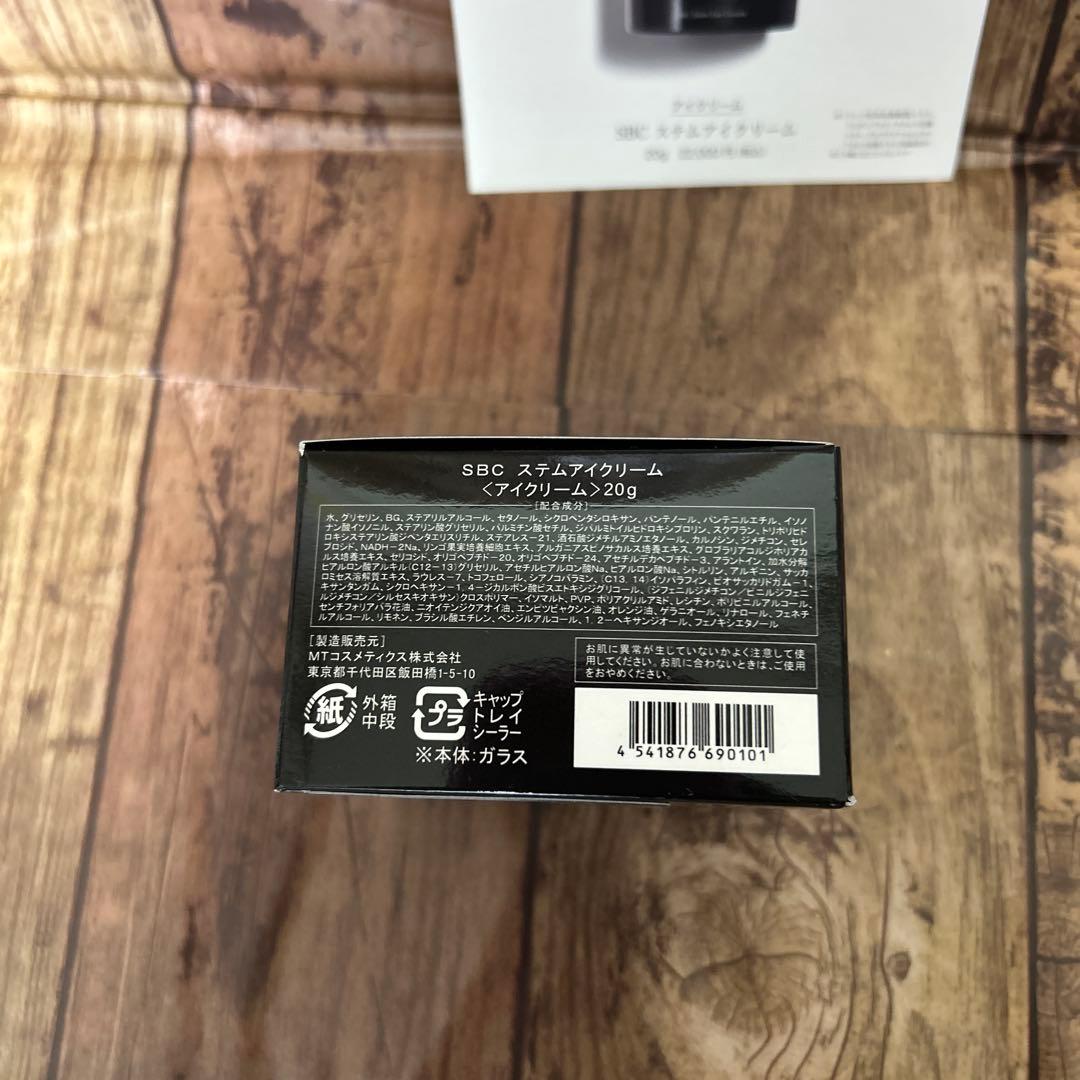 アイクリーム
SBC ステムアイクリーム
SBC ステムアイクリーム
〈アイクリーム〉20g
[配合成分]
水、グリセリン、BG、ステアリルアルコール、セタノール、シクロペンタシロキサン、パンテノール、パンテニルエチル、イソノ
ナン酸イソノニル、ステアリン酸グリセリル、パルミチン酸セチル、ジパルミトイルヒドロキシプロリン、スクワラン、トリポリヒド
ロキシステアリン酸ジペンタエリスリチル、ステアレス-21、酒石酸ジメチルアミノエタノール、カルノシン、ジメチコン、セレ
ブロシド、NADH-2Na、リンゴ果実培養細胞エキス、アルガニアスピノサカルス培養エキス、グロブラリアコルジホリアカ
ルス培養エキス、セリコシド、オリゴペプチド-20、オリゴペプチド-24、アセチルデカペプチド-3、アラントイン、加水分解
ヒアルロン酸アルキル(C12-13)グリセリル、アセチルヒアルロン酸Na、ヒアルロン酸Na、シトルリン、アルギニン、サッカ
ロミセス溶解質エキス、ラウレス-7、トコフェロール、シアノコバラミン、(C13, 14)イソパラフィン、ビオサッカリドガム-1、
キサンタンガム、シクロヘキサン-1, 4-ジカルボン酸ビスエトキシジグリコール、(ジフェニルジメチコン/ビニルジフェニ
ルジメチコン/シルセスキオキサン)クロスポリマー、イソマルト、PVP、ポリアクリルアミド、レシチン、ポリビニルアルコール、
センチフォリアバラ花油、ニオイテンジクアオイ油、エンピツビャクシン油、オレンジ油、ゲラニオール、リナロール、フェネチ
ルアルコール、リモネン、ブラシル酸エチレン、ベンジルアルコール、1, 2-ヘキサンジオール、フェノキシエタノール
[製造販売元]
MTコスメティクス株式会社
東京都千代田区飯田橋1-5-10
お肌に異常が生じていないかよく注意して使
用してください。お肌に合わないときは、ご使用
をおやめください。
紙
外箱
中段
プラ
キャップ
トレイ
シーラー
※本体:ガラス
4 541876 690101